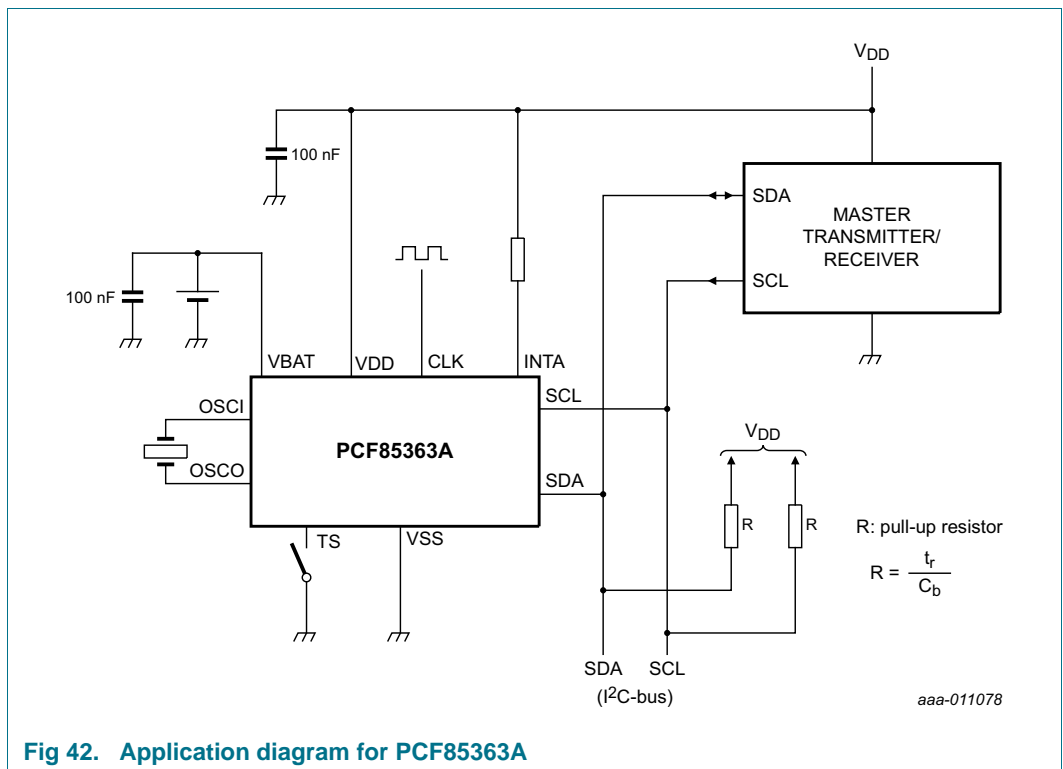 VDD
100 nF
SDA
MASTER
TRANSMITTER/
RECEIVER
SCL
100 nF
VBAT
VDD
CLK
INTA
OSCI
SCL
PCF85363A
VDD
OSCO
SDA
R
R
R: pull-up resistor
R = tr
Cb
TS
VSS
SDA
SCL
(I2C-bus)
aaa-011078
Fig 42. Application diagram for PCF85363A